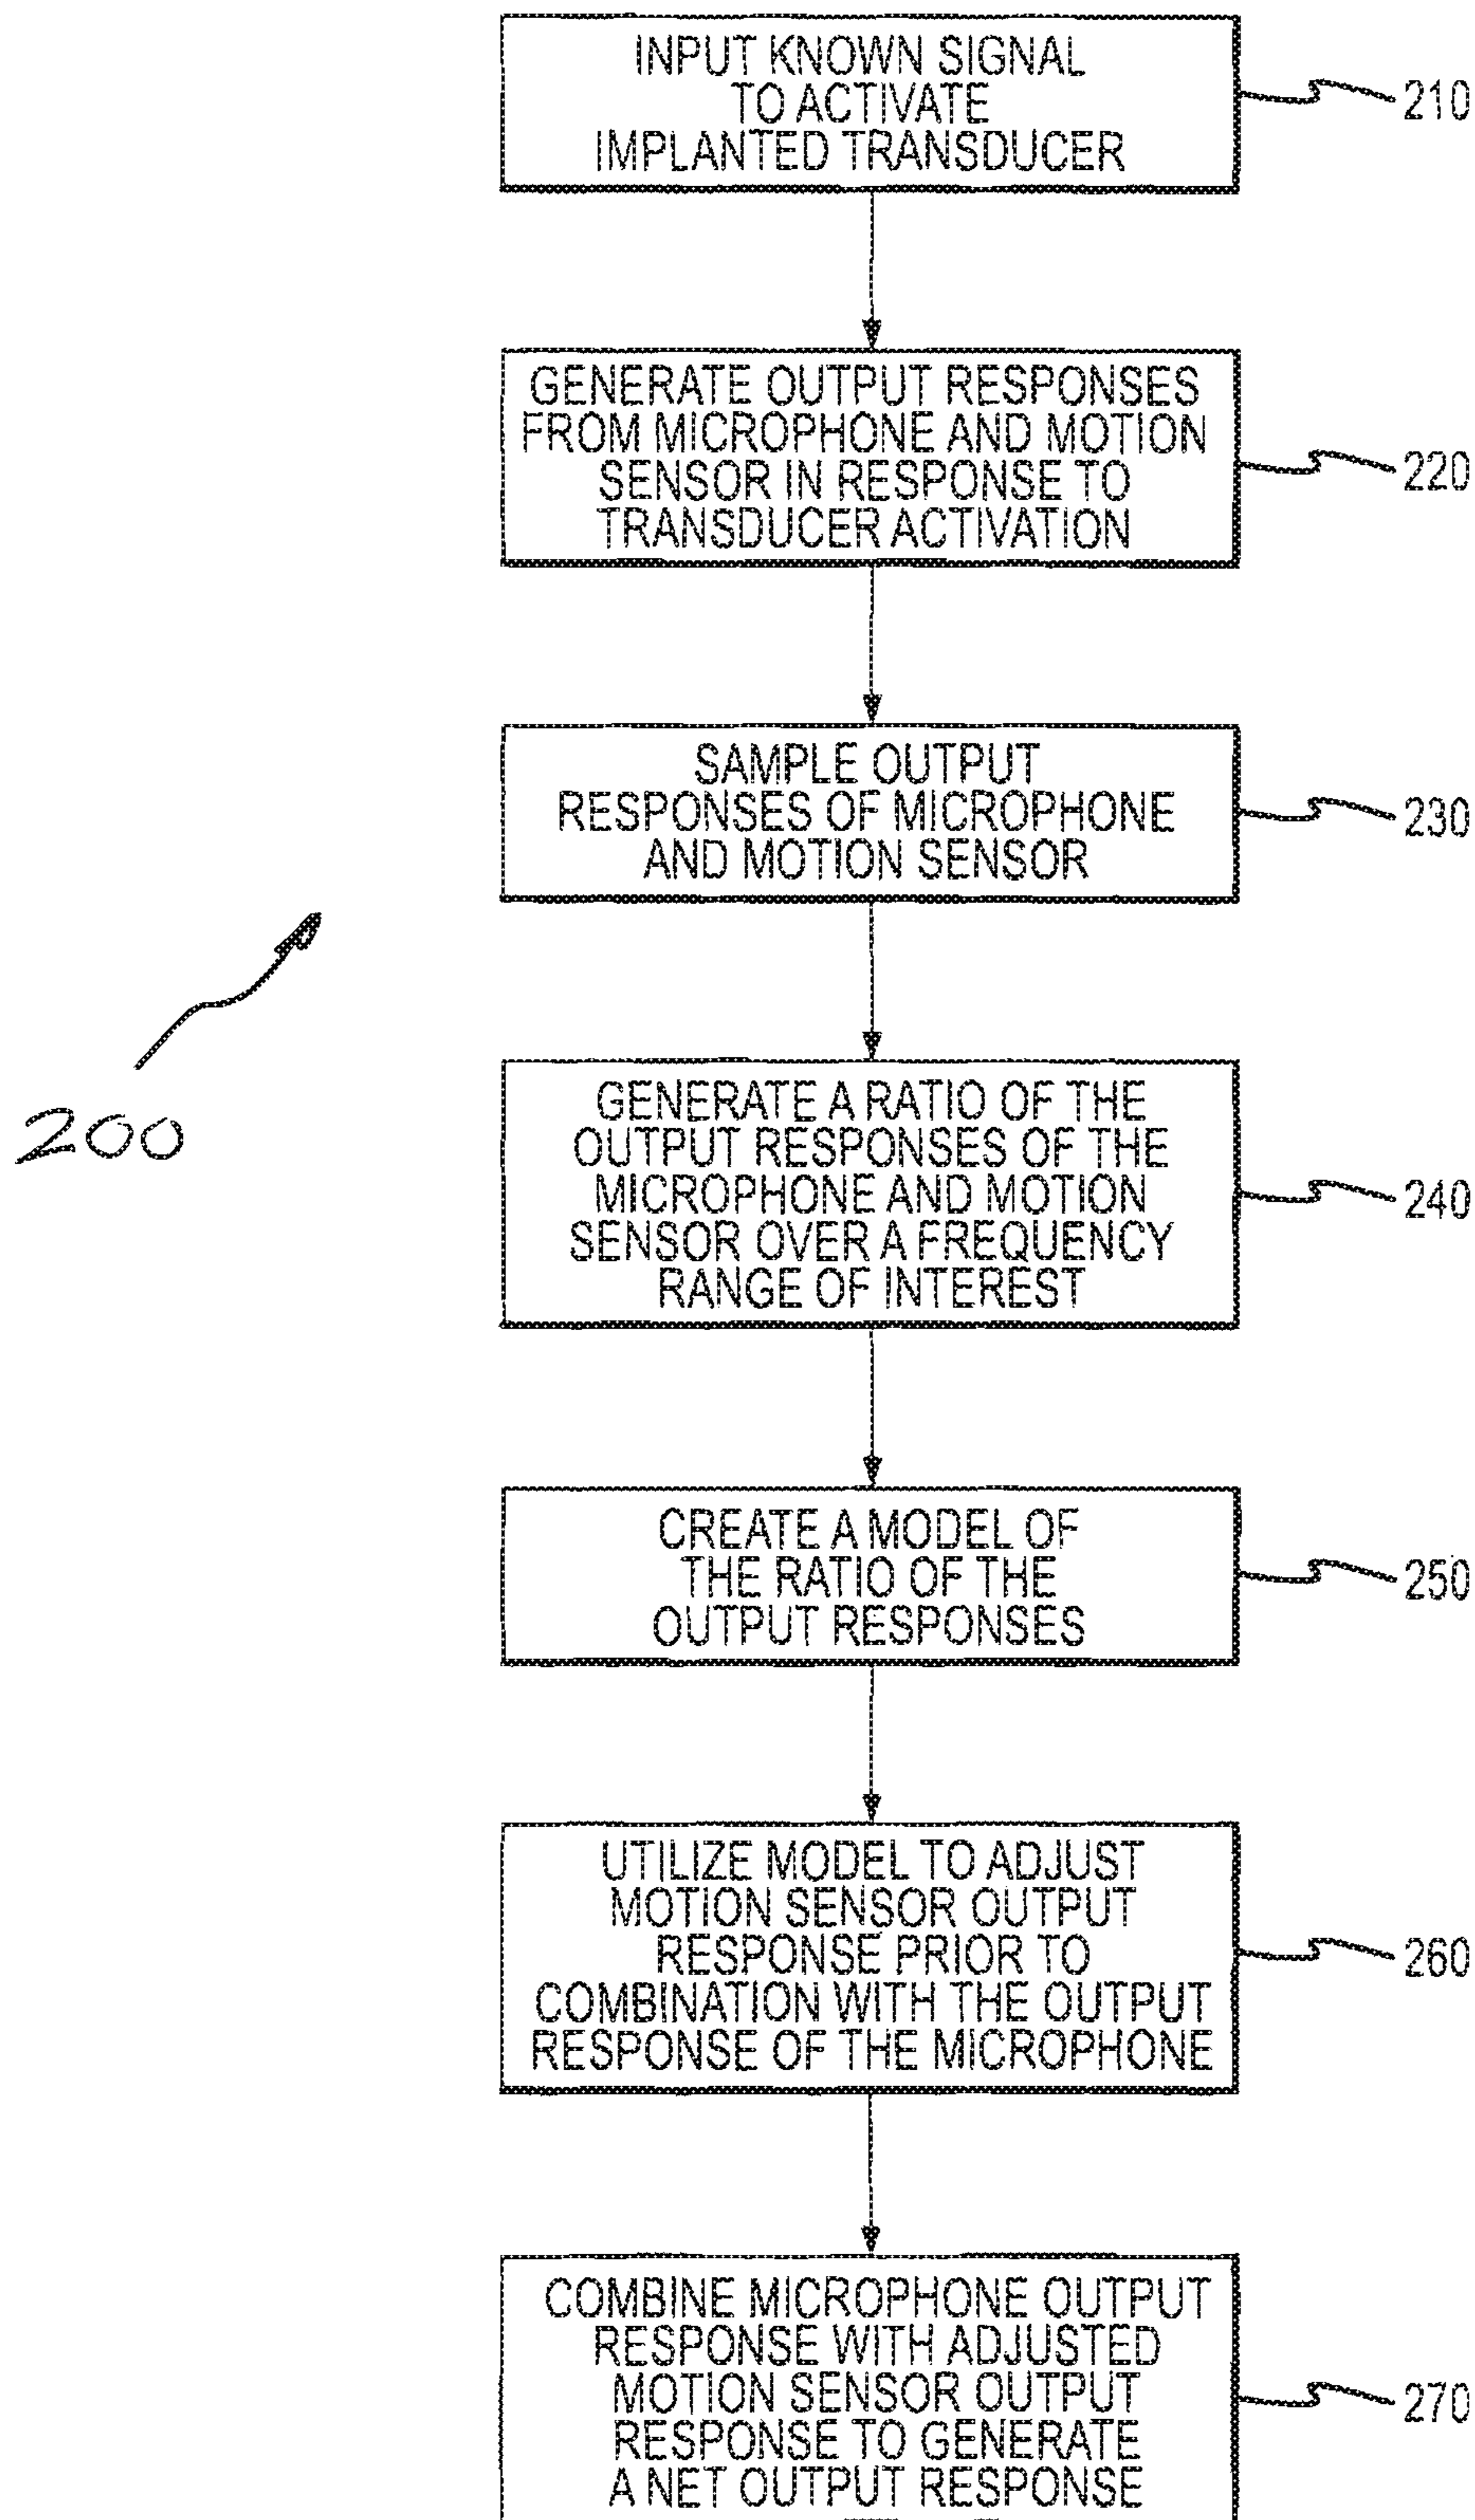 INPUT KNOWN SIGNAL
TO ACTIVATE
IMPLANTED TRANSDUCER
210
GENERATE OUTPUT RESPONSES
FROM MICROPHONE AND MOTION
SENSOR IN RESPONSE TO
TRANSDUCER ACTIVATION
220
SAMPLE OUTPUT
RESPONSES OF MICROPHONE
AND MOTION SENSOR
230
200
GENERATE A RATIO OF THE
OUTPUT RESPONSES OF THE
MICROPHONE AND MOTION
SENSOR OVER A FREQUENCY
RANGE OF INTEREST
240
CREATE A MODEL OF
THE RATIO OF THE
OUTPUT RESPONSES
250
UTILIZE MODEL TO ADJUST
MOTION SENSOR OUTPUT
RESPONSE PRIOR TO
COMBINATION WITH THE OUTPUT
RESPONSE OF THE MICROPHONE
260
COMBINE MICROPHONE OUTPUT
RESPONSE WITH ADJUSTED
MOTION SENSOR OUTPUT
RESPONSE TO GENERATE
A NET OUTPUT RESPONSE
270